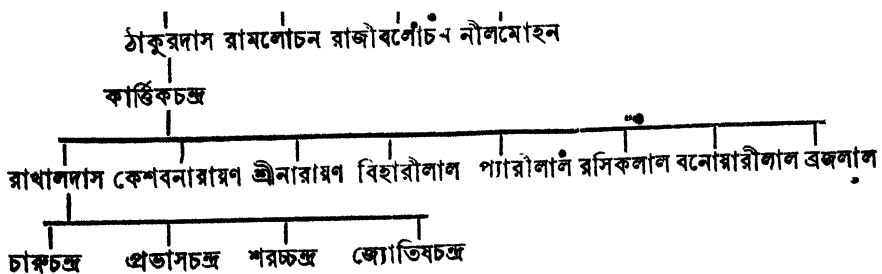 ঠাকুরদাস রামলোচন রাজীবলোচন নীলমোহন
কার্ত্তিকচন্দ্র
রাখালদাস কেশবনারায়ণ শ্রীনারায়ণ বিহারীলাল প্যারীলাল রসিকলাল বনোয়ারীলাল ব্রজলাল
চারুচন্দ্র প্রভাসচন্দ্র শরচ্চন্দ্র জ্যোতিষচন্দ্র